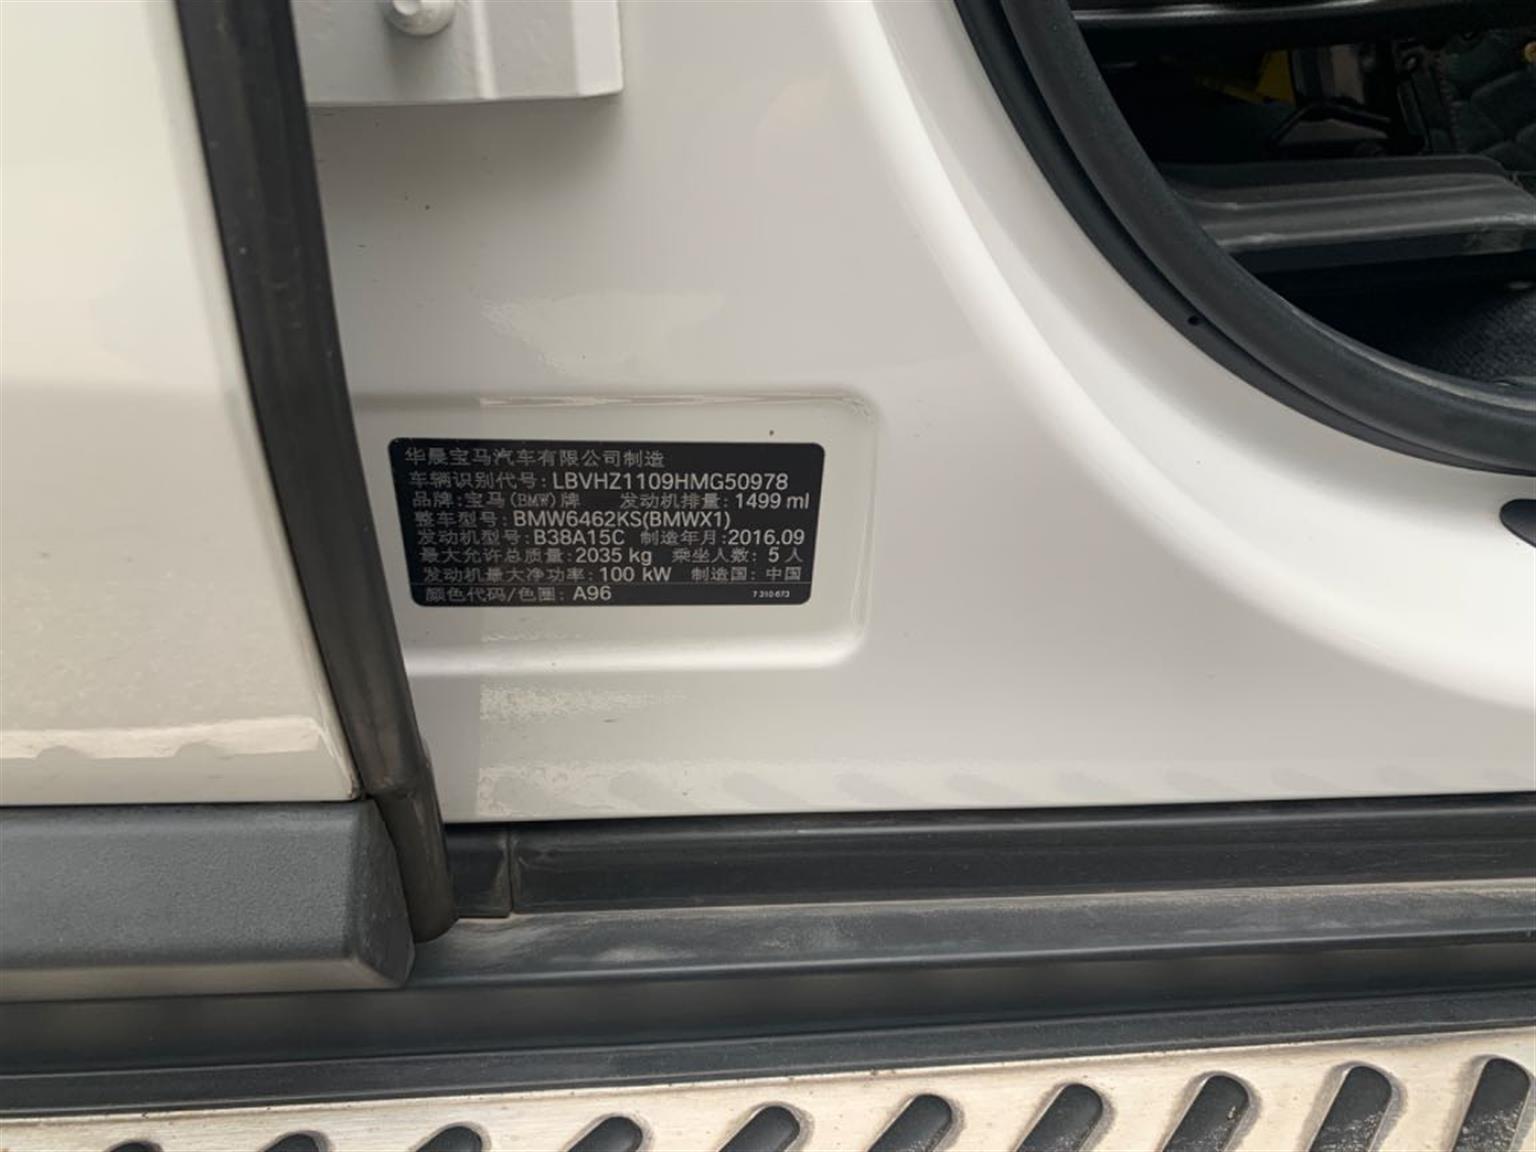 华晨宝马汽车有限公司制造
车辆识别代号: LBVHZ1109HMG50978
品牌:宝马(BMW)牌 发动机排量: 1499 ml
整车型号: BMW6462KS(BMWX1)
发动机型号: B38A15C 制造年月:2016.09
最大允许总质量: 2035 kg 乘坐人数: 5 人
发动机最大净功率: 100 kW 制造国: 中国
颜色代码/色圈: A96 7 310 673